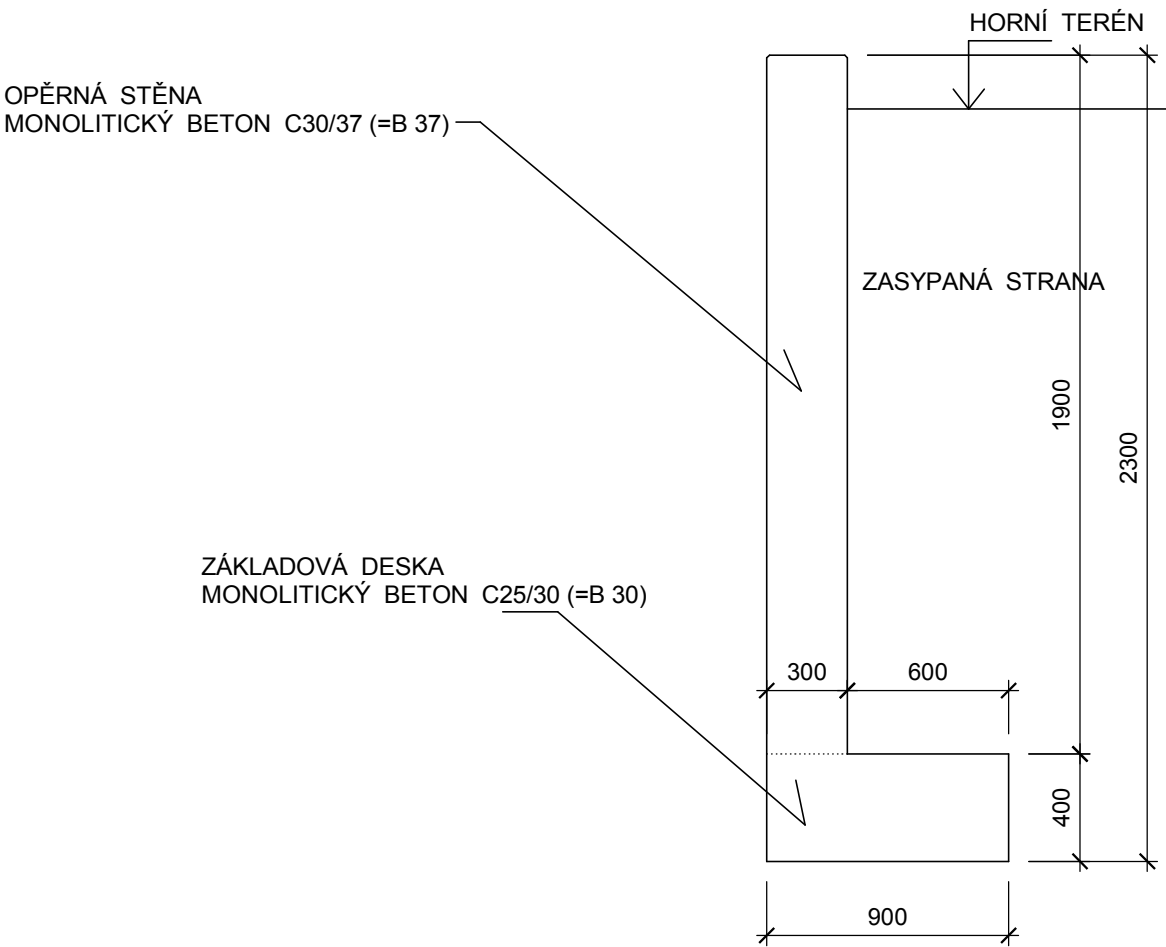 HORNÍ TERÉN
OPĚRNÁ STĚNA
MONOLITICKÝ BETON C30/37 (=B 37)
ZASYPANÁ STRANA
1900
2300
ZÁKLADOVÁ DESKA
MONOLITICKÝ BETON C25/30 (=B 30)
300
600
400
900